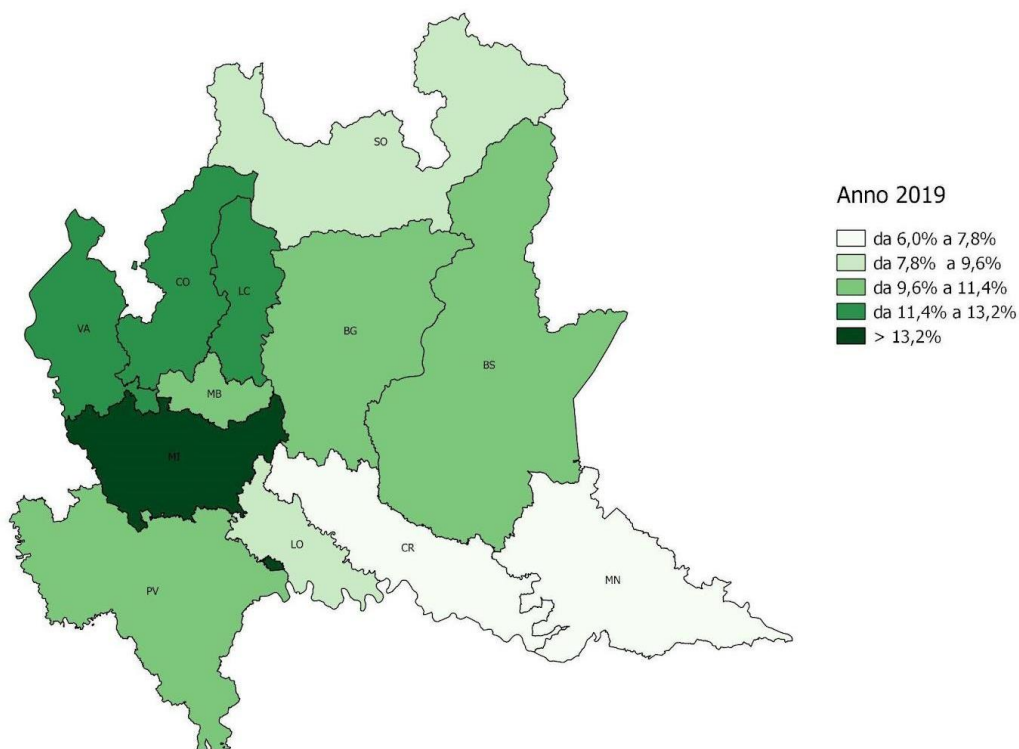 SO
Anno 2019
da 6,0% a 7,8%
da 7,8% a 9,6%
da 9,6% a 11,4%
da 11,4% a 13,2%
> 13,2%
CO
LC
VA
BG
BS
MB
MI
LO
CR
MN
PV